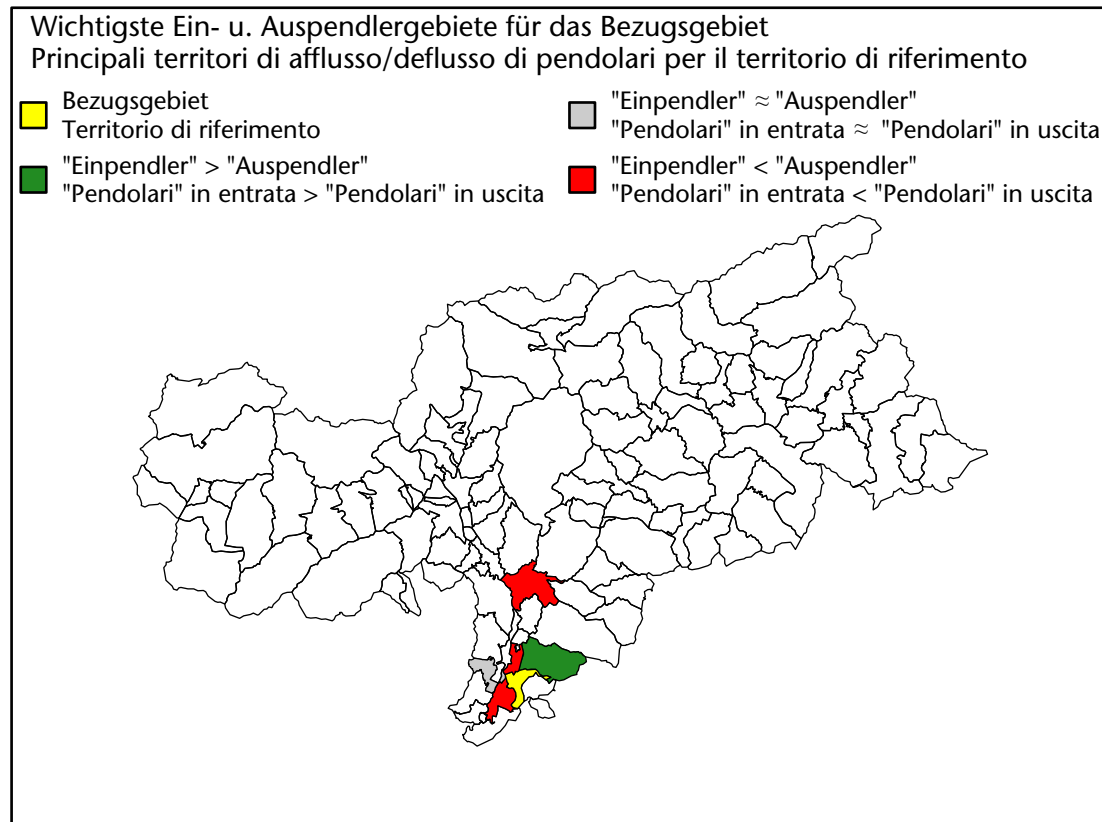 Wichtigste Ein- u. Auspendlergebiete für das Bezugsgebiet
Principali territori di afflusso/deflusso di pendolari per il territorio di riferimento
Bezugsgebiet
Territorio di riferimento
"Einpendler" > "Auspendler"
"Pendolari" in entrata > "Pendolari" in uscita
"Einpendler" ≈ "Auspendler"
"Pendolari" in entrata ≈ "Pendolari" in uscita
"Einpendler" < "Auspendler"
"Pendolari" in entrata < "Pendolari" in uscita